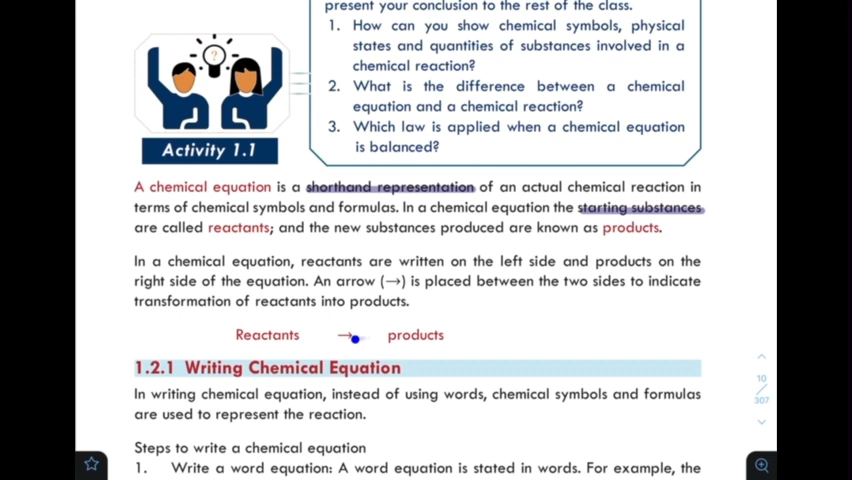 present your conclusion to the rest of the class.
1. How can you show chemical symbols, physical
states and quantities of substances involved in a
chemical reaction?
2. What is the difference between a chemical
equation and a chemical reaction?
3. Which law is applied when a chemical equation
is balanced?
?
Activity 1.1
A chemical equation is a shorthand representation of an actual chemical reaction in
terms of chemical symbols and formulas. In a chemical equation the starting substances
are called reactants; and the new substances produced are known as products.
In a chemical equation, reactants are written on the left side and products on the
right side of the equation. An arrow (→) is placed between the two sides to indicate
transformation of reactants into products.
Reactants → products
1.2.1 Writing Chemical Equation
In writing chemical equation, instead of using words, chemical symbols and formulas
are used to represent the reaction.
Steps to write a chemical equation
1. Write a word equation: A word equation is stated in words. For example, the
10
/
307